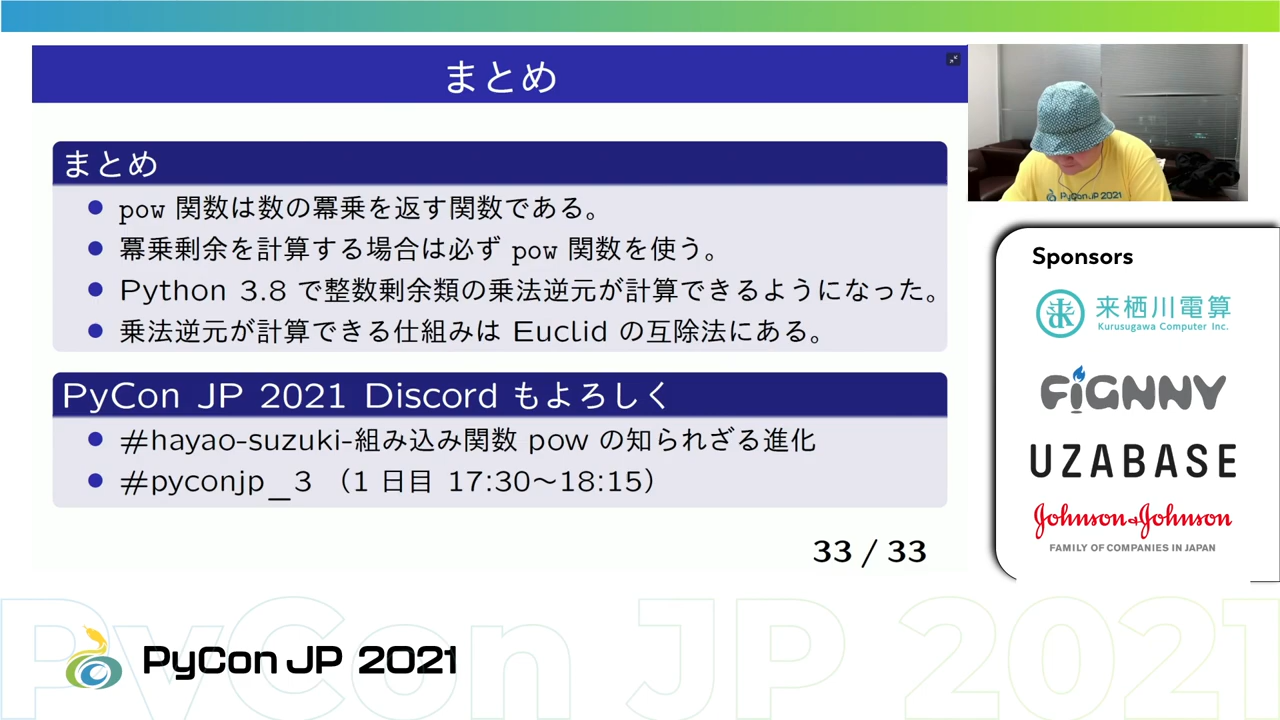 まとめ
まとめ
pow 関数は数の冪乗を返す関数である。
冪乗剰余を計算する場合は必ず pow 関数を使う。
Python 3.8 で整数剰余類の乗法逆元が計算できるようになった。
乗法逆元が計算できる仕組みは Euclid の互除法にある。
PyCon JP 2021 Discord もよろしく
#hayao-suzuki-組み込み関数 pow の知られざる進化
#pyconjp_3 （1 日目 17:30～18:15）
33 / 33
PyCon JP 2021
Sponsors
来栖川電算
Kurusugawa Computer Inc.
FiGNNY
UZABASE
Johnson&Johnson
FAMILY OF COMPANIES IN JAPAN
PyCon JP 2021
PyCon JP 2021